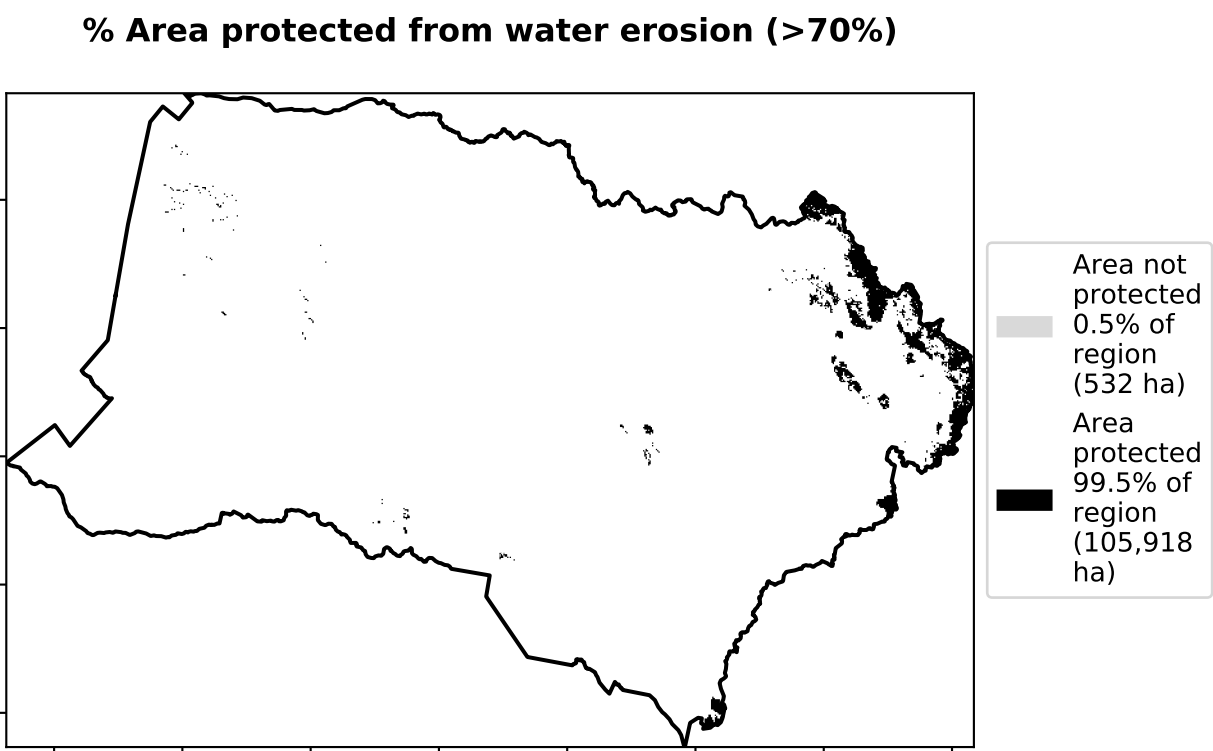 % Area protected from water erosion (>70%)
Area not
protected
0.5% of
region
(532 ha)
Area
protected
99.5% of
region
(105,918
ha)